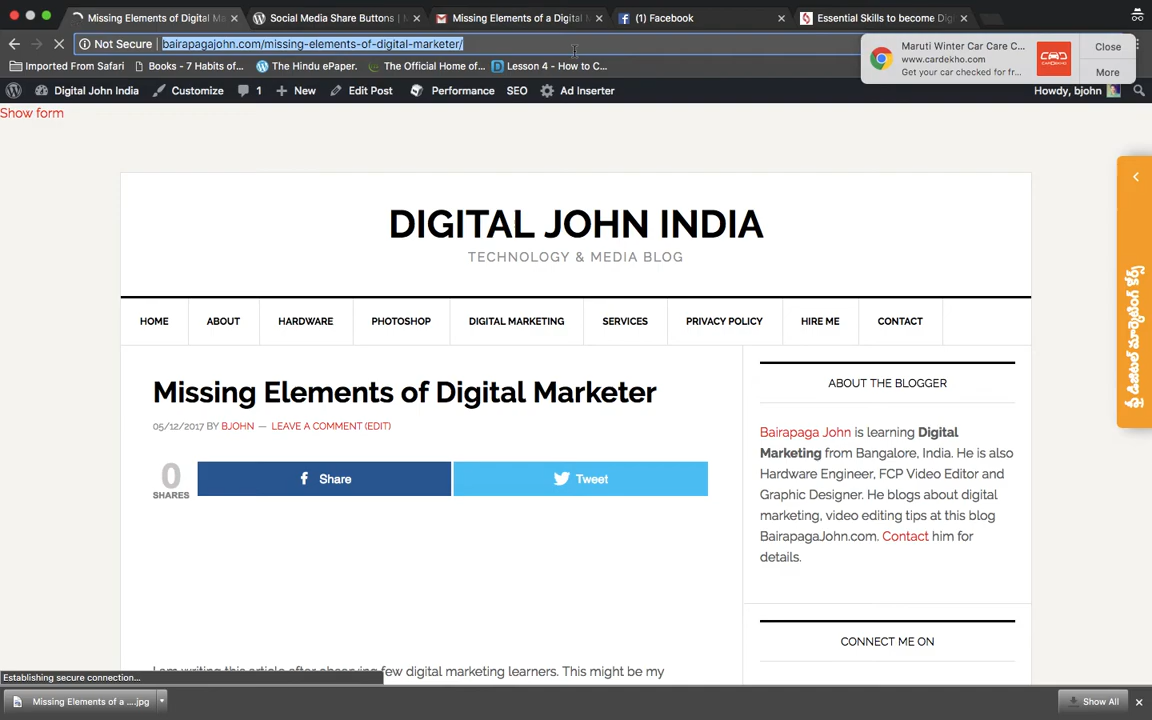 Missing Elements of Digital Ma
Social Media Share Buttons |
Missing Elements of a Digital
(1) Facebook
Essential Skills to become Dig
Not Secure | bairapagajohn.com/missing-elements-of-digital-marketer/
Maruti Winter Car Care C...
www.cardekho.com
Get your car checked for fr...
Close
More
Imported From Safari
Books - 7 Habits of...
The Hindu ePaper.
The Official Home of...
Lesson 4 - How to C...
Digital John India
Customize
1
New
Edit Post
Performance
SEO
Ad Inserter
Howdy, bjohn
Show form
DIGITAL JOHN INDIA
TECHNOLOGY & MEDIA BLOG
HOME
ABOUT
HARDWARE
PHOTOSHOP
DIGITAL MARKETING
SERVICES
PRIVACY POLICY
HIRE ME
CONTACT
Missing Elements of Digital Marketer
05/12/2017 BY BJOHN — LEAVE A COMMENT (EDIT)
0
SHARES
Share
Tweet
I am writing this article after observing few digital marketing learners. This might be my
ABOUT THE BLOGGER
Bairapaga John is learning Digital
Marketing from Bangalore, India. He is also
Hardware Engineer, FCP Video Editor and
Graphic Designer. He blogs about digital
marketing, video editing tips at this blog
BairapagaJohn.com. Contact him for
details.
CONNECT ME ON
ఫ్రీ డిజిటల్ మార్కెటింగ్ కోర్స్
Establishing secure connection...
Missing Elements of a ....jpg
Show All